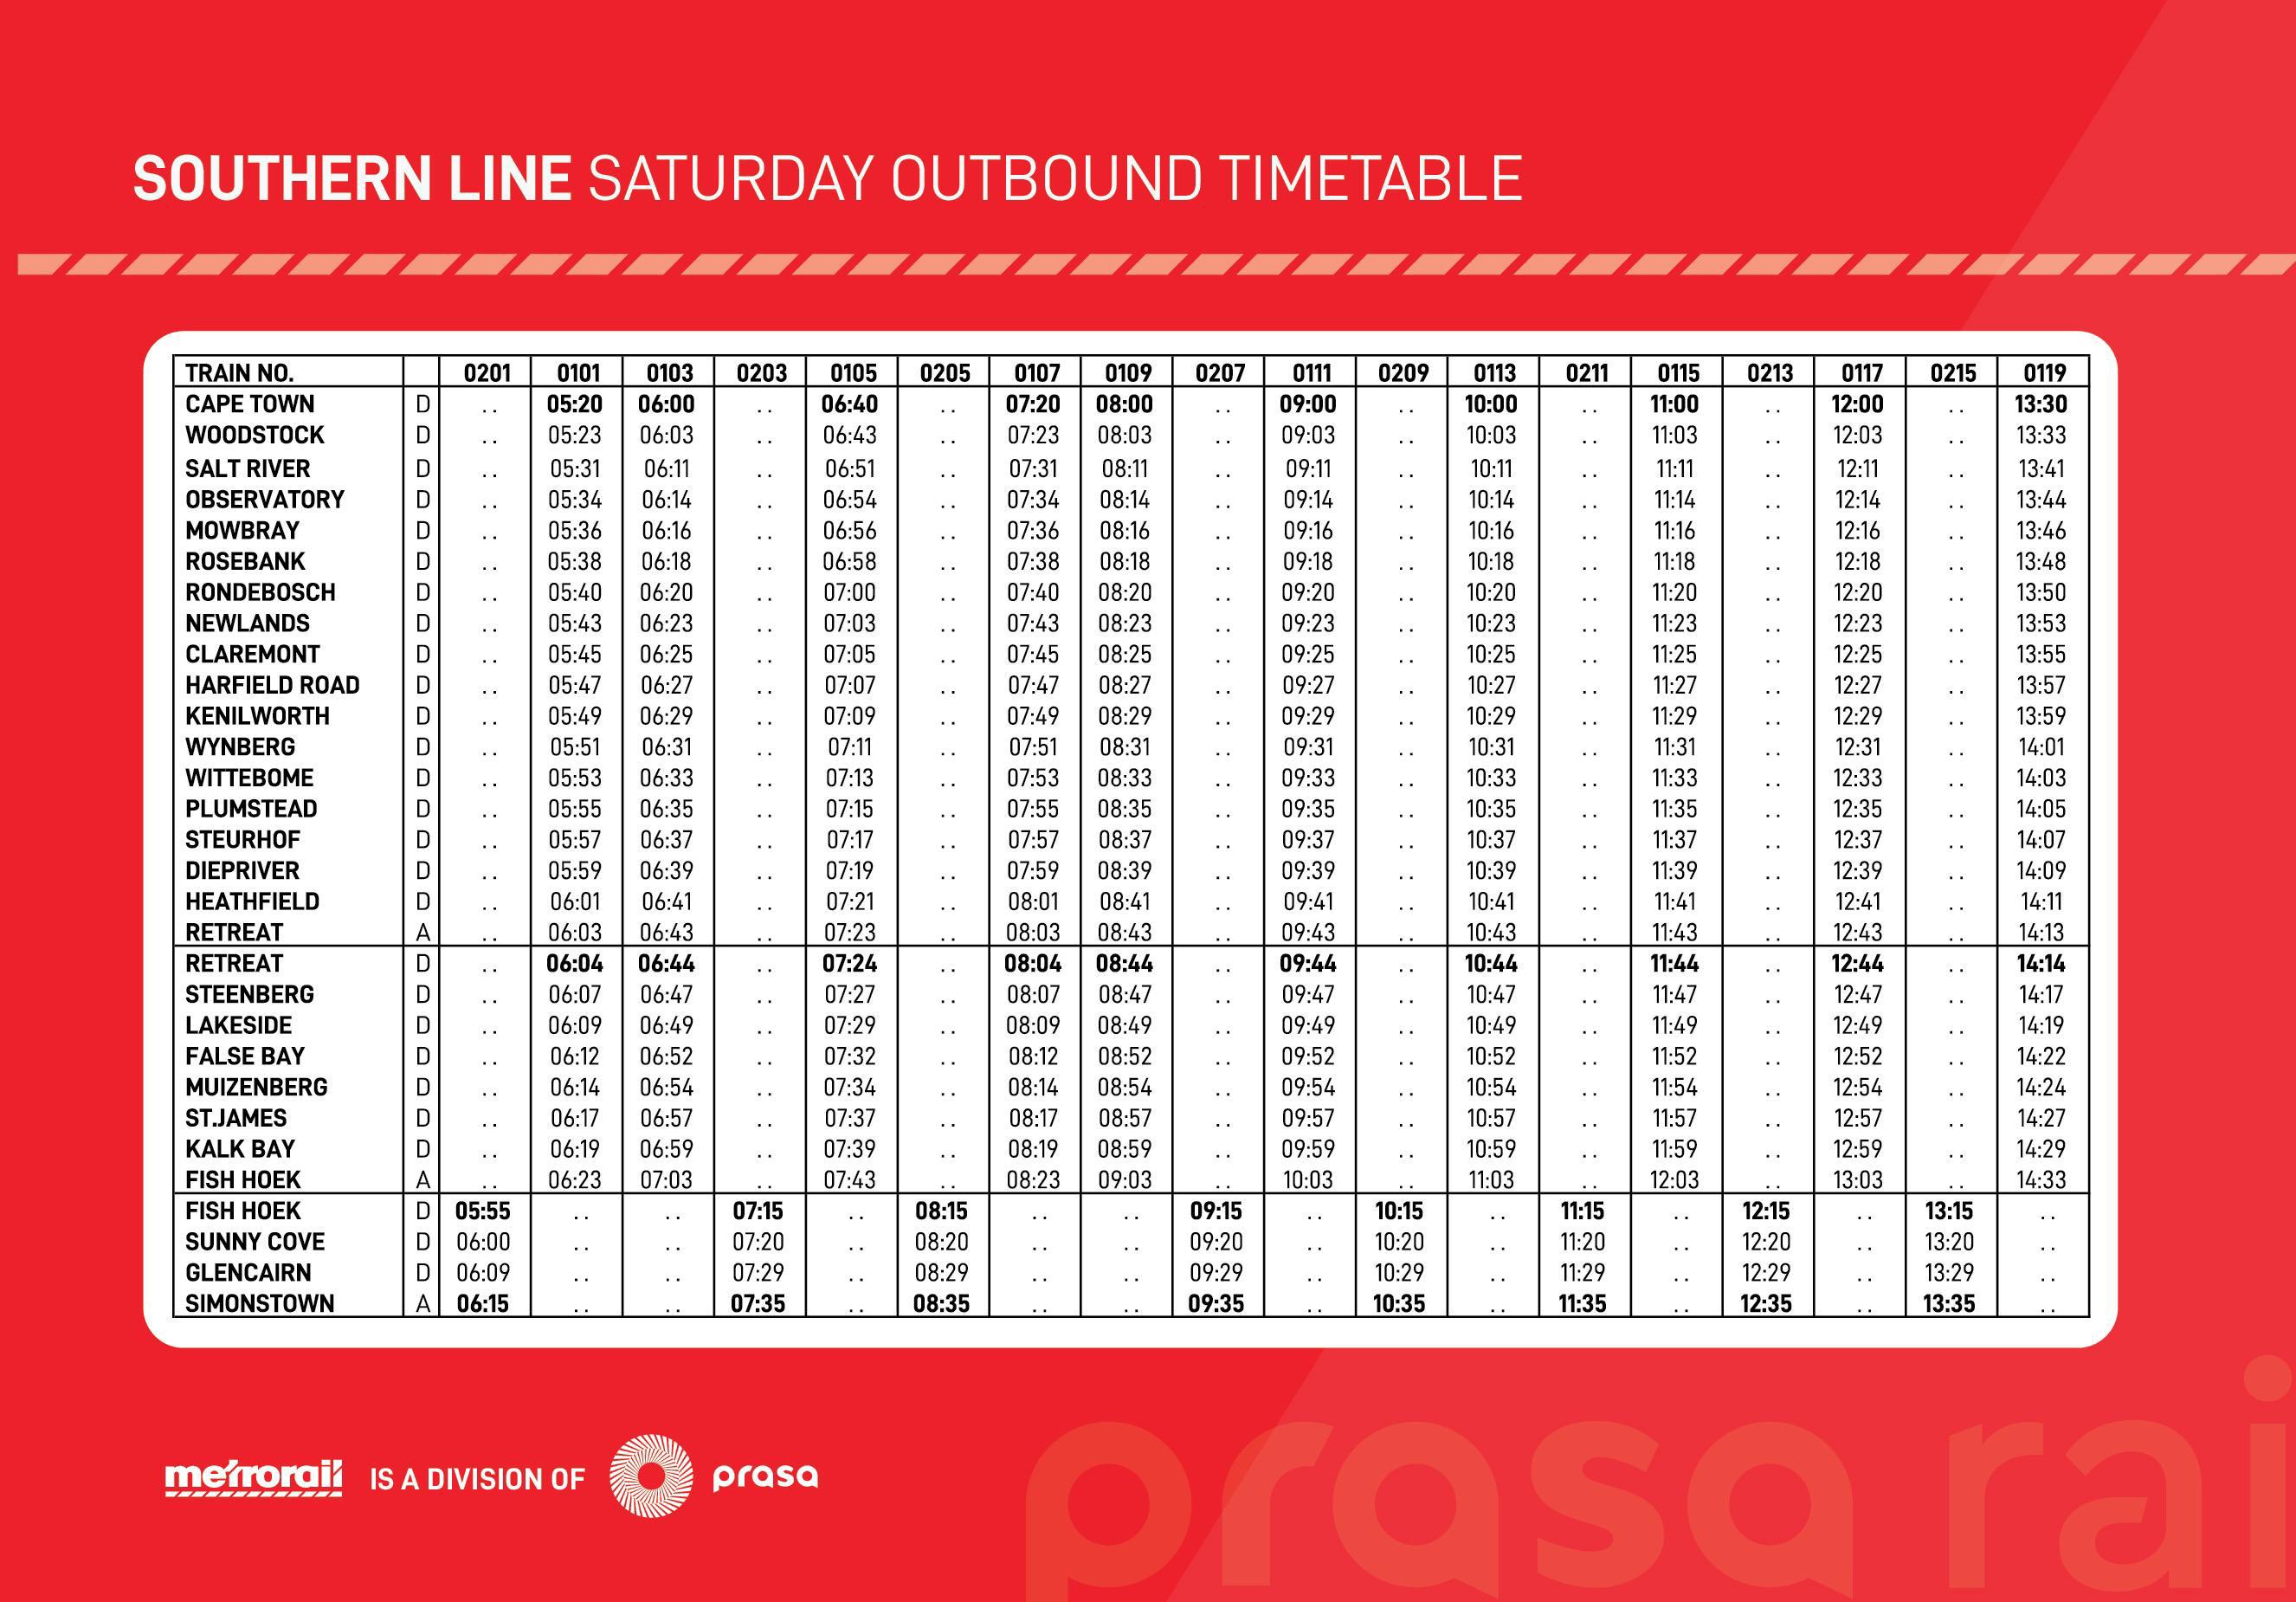 SOUTHERN LINE SATURDAY OUTBOUND TIMETABLE
TRAIN NO. 0201 0101 0103 0203 0105 0205 0107 0109 0207 0111 0209 0113 0211 0115 0213 0117 0215 0119
CAPE TOWN D .. 05:20 06:00 .. 06:40 .. 07:20 08:00 .. 09:00 .. 10:00 .. 11:00 .. 12:00 .. 13:30
WOODSTOCK D .. 05:23 06:03 .. 06:43 .. 07:23 08:03 .. 09:03 .. 10:03 .. 11:03 .. 12:03 .. 13:33
SALT RIVER D .. 05:31 06:11 .. 06:51 .. 07:31 08:11 .. 09:11 .. 10:11 .. 11:11 .. 12:11 .. 13:41
OBSERVATORY D .. 05:34 06:14 .. 06:54 .. 07:34 08:14 .. 09:14 .. 10:14 .. 11:14 .. 12:14 .. 13:44
MOWBRAY D .. 05:36 06:16 .. 06:56 .. 07:36 08:16 .. 09:16 .. 10:16 .. 11:16 .. 12:16 .. 13:46
ROSEBANK D .. 05:38 06:18 .. 06:58 .. 07:38 08:18 .. 09:18 .. 10:18 .. 11:18 .. 12:18 .. 13:48
RONDEBOSCH D .. 05:40 06:20 .. 07:00 .. 07:40 08:20 .. 09:20 .. 10:20 .. 11:20 .. 12:20 .. 13:50
NEWLANDS D .. 05:43 06:23 .. 07:03 .. 07:43 08:23 .. 09:23 .. 10:23 .. 11:23 .. 12:23 .. 13:53
CLAREMONT D .. 05:45 06:25 .. 07:05 .. 07:45 08:25 .. 09:25 .. 10:25 .. 11:25 .. 12:25 .. 13:55
HARFIELD ROAD D .. 05:47 06:27 .. 07:07 .. 07:47 08:27 .. 09:27 .. 10:27 .. 11:27 .. 12:27 .. 13:57
KENILWORTH D .. 05:49 06:29 .. 07:09 .. 07:49 08:29 .. 09:29 .. 10:29 .. 11:29 .. 12:29 .. 13:59
WYNBERG D .. 05:51 06:31 .. 07:11 .. 07:51 08:31 .. 09:31 .. 10:31 .. 11:31 .. 12:31 .. 14:01
WITTEBOME D .. 05:53 06:33 .. 07:13 .. 07:53 08:33 .. 09:33 .. 10:33 .. 11:33 .. 12:33 .. 14:03
PLUMSTEAD D .. 05:55 06:35 .. 07:15 .. 07:55 08:35 .. 09:35 .. 10:35 .. 11:35 .. 12:35 .. 14:05
STEURHOF D .. 05:57 06:37 .. 07:17 .. 07:57 08:37 .. 09:37 .. 10:37 .. 11:37 .. 12:37 .. 14:07
DIEPRIVER D .. 05:59 06:39 .. 07:19 .. 07:59 08:39 .. 09:39 .. 10:39 .. 11:39 .. 12:39 .. 14:09
HEATHFIELD D .. 06:01 06:41 .. 07:21 .. 08:01 08:41 .. 09:41 .. 10:41 .. 11:41 .. 12:41 .. 14:11
RETREAT A .. 06:03 06:43 .. 07:23 .. 08:03 08:43 .. 09:43 .. 10:43 .. 11:43 .. 12:43 .. 14:13
RETREAT D .. 06:04 06:44 .. 07:24 .. 08:04 08:44 .. 09:44 .. 10:44 .. 11:44 .. 12:44 .. 14:14
STEENBERG D .. 06:07 06:47 .. 07:27 .. 08:07 08:47 .. 09:47 .. 10:47 .. 11:47 .. 12:47 .. 14:17
LAKESIDE D .. 06:09 06:49 .. 07:29 .. 08:09 08:49 .. 09:49 .. 10:49 .. 11:49 .. 12:49 .. 14:19
FALSE BAY D .. 06:12 06:52 .. 07:32 .. 08:12 08:52 .. 09:52 .. 10:52 .. 11:52 .. 12:52 .. 14:22
MUIZENBERG D .. 06:14 06:54 .. 07:34 .. 08:14 08:54 .. 09:54 .. 10:54 .. 11:54 .. 12:54 .. 14:24
ST.JAMES D .. 06:17 06:57 .. 07:37 .. 08:17 08:57 .. 09:57 .. 10:57 .. 11:57 .. 12:57 .. 14:27
KALK BAY D .. 06:19 06:59 .. 07:39 .. 08:19 08:59 .. 09:59 .. 10:59 .. 11:59 .. 12:59 .. 14:29
FISH HOEK A .. 06:23 07:03 .. 07:43 .. 08:23 09:03 .. 10:03 .. 11:03 .. 12:03 .. 13:03 .. 14:33
FISH HOEK D 05:55 .. .. 07:15 .. 08:15 .. .. 09:15 .. 10:15 .. 11:15 .. 12:15 .. 13:15 ..
SUNNY COVE D 06:00 .. .. 07:20 .. 08:20 .. .. 09:20 .. 10:20 .. 11:20 .. 12:20 .. 13:20 ..
GLENCAIRN D 06:09 .. .. 07:29 .. 08:29 .. .. 09:29 .. 10:29 .. 11:29 .. 12:29 .. 13:29 ..
SIMONSTOWN A 06:15 .. .. 07:35 .. 08:35 .. .. 09:35 .. 10:35 .. 11:35 .. 12:35 .. 13:35 ..
metrorail IS A DIVISION OF prasa
prasa rai